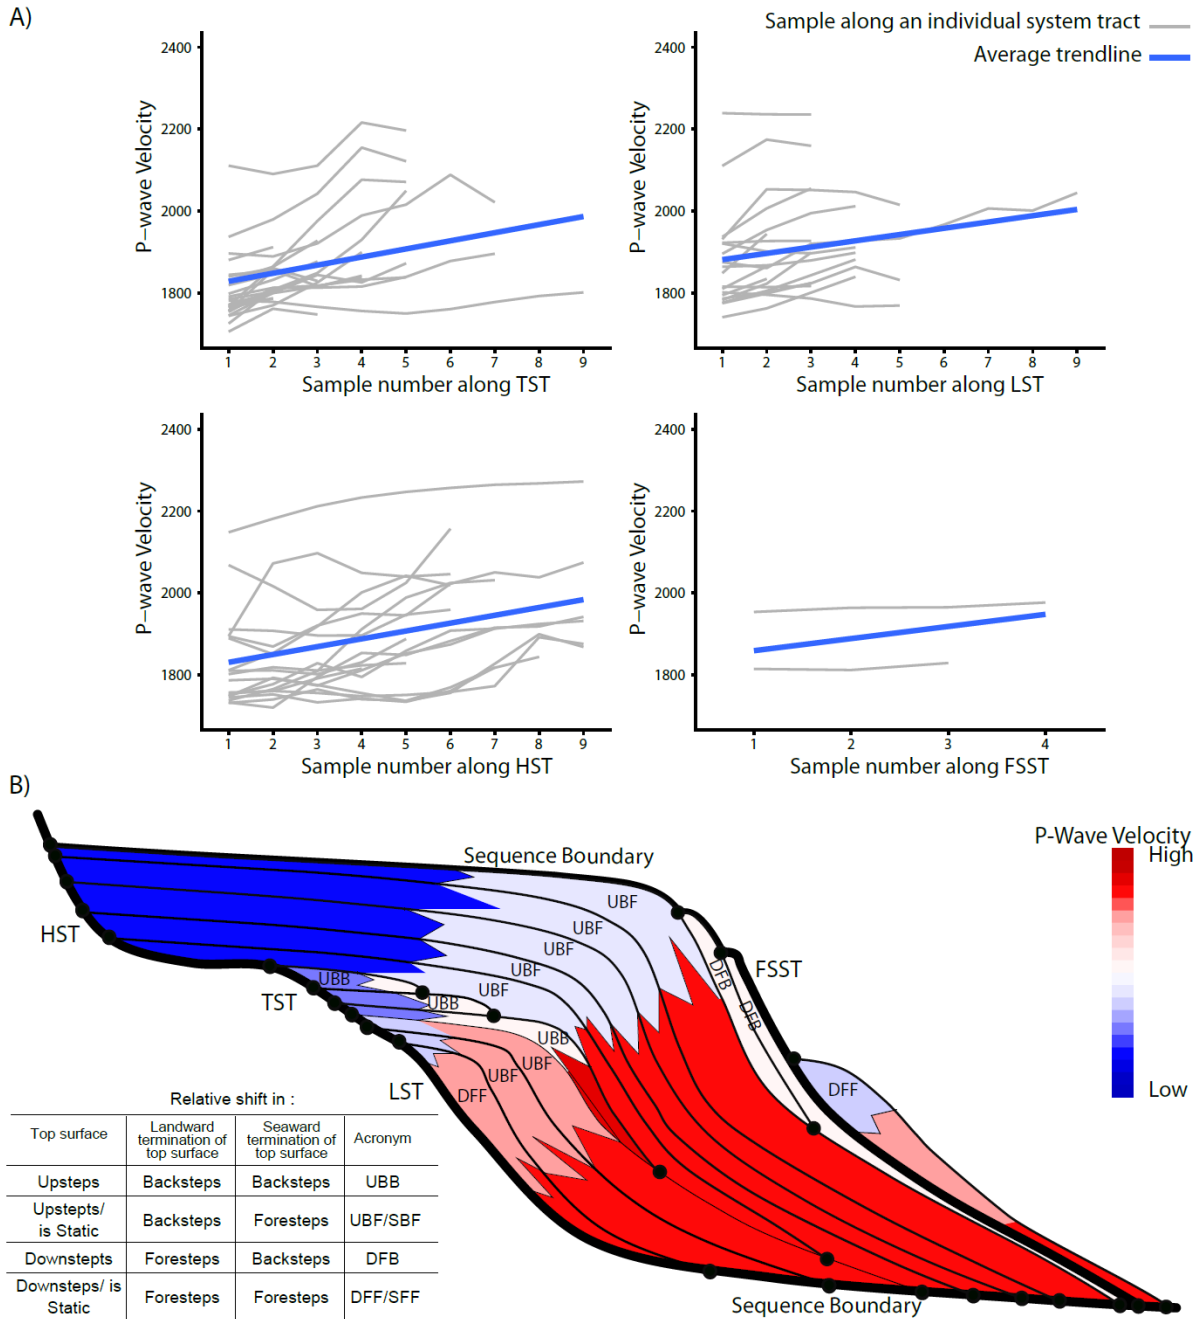 A)
Sample along an individual system tract
Average trendline
2400
2200
2000
1800
P-wave Velocity
1 2 3 4 5 6 7 8 9
Sample number along TST
2400
2200
2000
1800
P-wave Velocity
1 2 3 4 5 6 7 8 9
Sample number along LST
2400
2200
2000
1800
P-wave Velocity
1 2 3 4 5 6 7 8 9
Sample number along HST
2400
2200
2000
1800
P-wave Velocity
1 2 3 4
Sample number along FSST
B)
P-Wave Velocity
High
Low
Sequence Boundary
HST
TST
LST
FSST
UBF
UBF
UBF
UBF
UBF
UBB
UBB
UBB
UBF
UBF
DFF
DFB
DFB
DFF
Sequence Boundary
Relative shift in :
Top surface
Landward termination of top surface
Seaward termination of top surface
Acronym
Upsteps Backsteps Backsteps UBB
Upstepts/ is Static Backsteps Foresteps UBF/SBF
Downstepts Foresteps Backsteps DFB
Downsteps/ is Static Foresteps Foresteps DFF/SFF